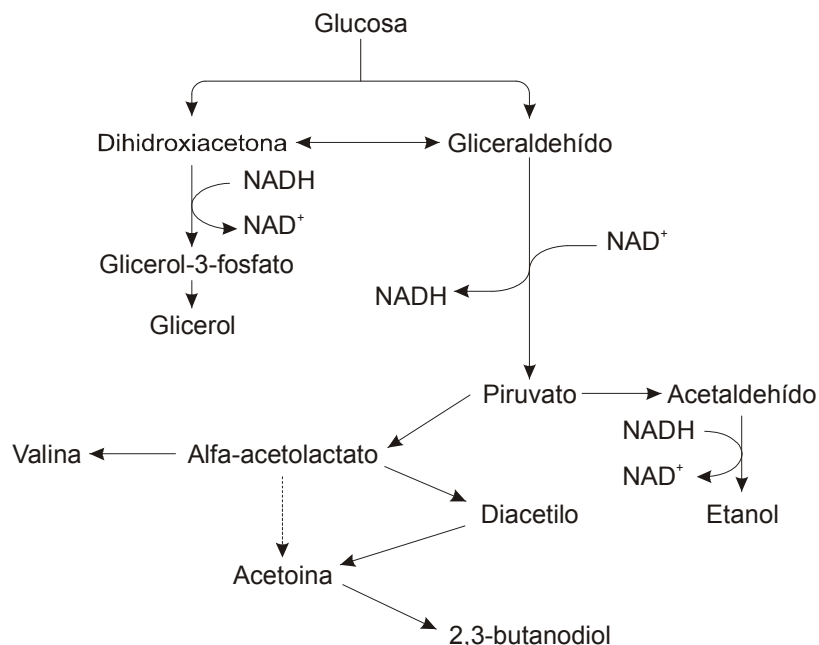 Glucosa
Dihidroxiacetona
Gliceraldehído
NADH
NAD⁺
NAD⁺
Glicerol-3-fosfato
NADH
Glicerol
Piruvato
Acetaldehído
NADH
Valina
Alfa-acetolactato
NAD⁺
Diacetilo
Etanol
Acetoina
2,3-butanodiol